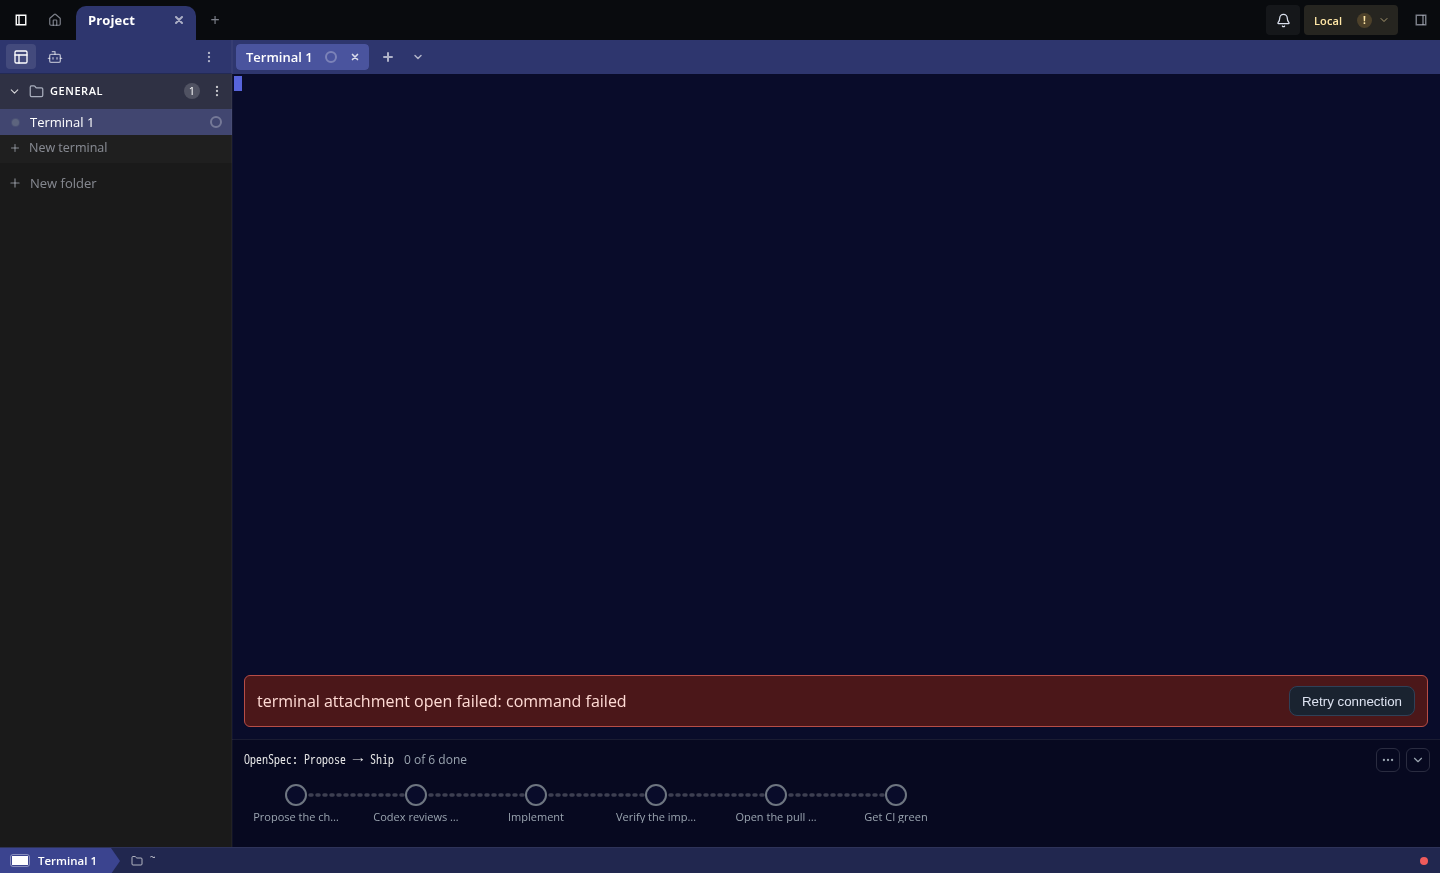 Project
Local
!
Terminal 1
GENERAL
1
Terminal 1
New terminal
New folder
terminal attachment open failed: command failed
Retry connection
OpenSpec: Propose → Ship
0 of 6 done
Propose the ch...
Codex reviews ...
Implement
Verify the imp...
Open the pull ...
Get CI green
Terminal 1
~